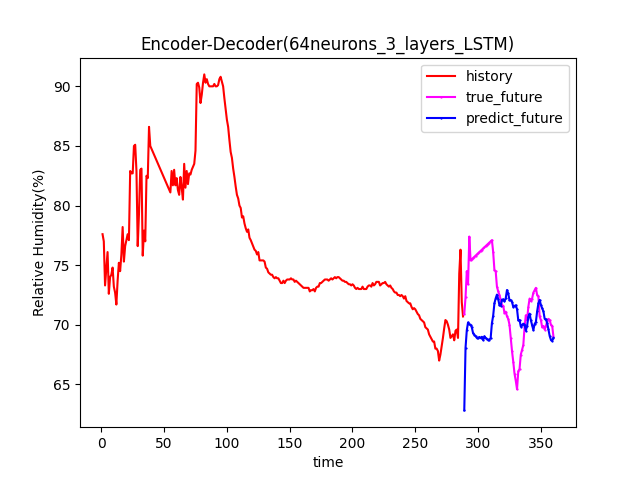 Encoder-Decoder(64neurons_3_layers_LSTM)
history
true_future
predict_future
Relative Humidity(%)
90
85
80
75
70
65
0 50 100 150 200 250 300 350
time